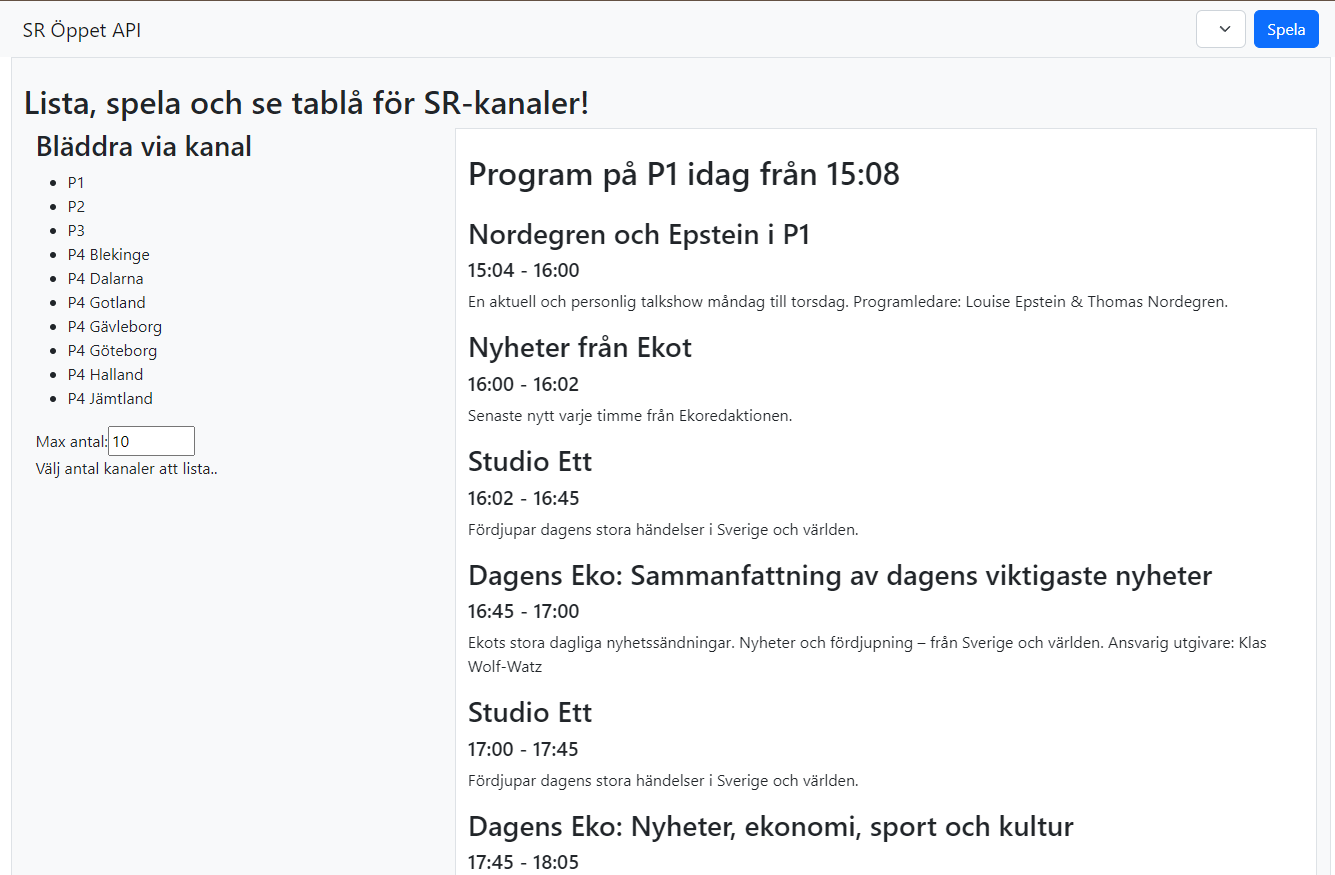 SR Öppet API
Spela
Lista, spela och se tablå för SR-kanaler!
Bläddra via kanal
P1
P2
P3
P4 Blekinge
P4 Dalarna
P4 Gotland
P4 Gävleborg
P4 Göteborg
P4 Halland
P4 Jämtland
Max antal: 10
Välj antal kanaler att lista..
Program på P1 idag från 15:08
Nordegren och Epstein i P1
15:04 - 16:00
En aktuell och personlig talkshow måndag till torsdag. Programledare: Louise Epstein & Thomas Nordegren.
Nyheter från Ekot
16:00 - 16:02
Senaste nytt varje timme från Ekoredaktionen.
Studio Ett
16:02 - 16:45
Fördjupar dagens stora händelser i Sverige och världen.
Dagens Eko: Sammanfattning av dagens viktigaste nyheter
16:45 - 17:00
Ekots stora dagliga nyhetssändningar. Nyheter och fördjupning – från Sverige och världen. Ansvarig utgivare: Klas
Wolf-Watz
Studio Ett
17:00 - 17:45
Fördjupar dagens stora händelser i Sverige och världen.
Dagens Eko: Nyheter, ekonomi, sport och kultur
17:45 - 18:05